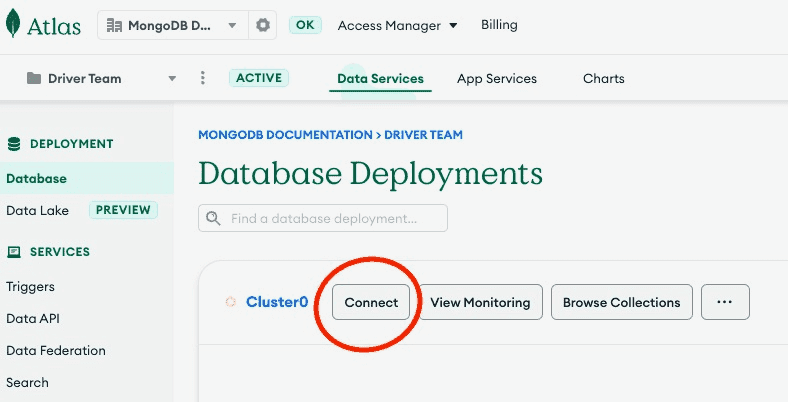 Atlas MongoDB D... OK Access Manager Billing
Driver Team ACTIVE Data Services App Services Charts
DEPLOYMENT
Database
Data Lake PREVIEW
SERVICES
Triggers
Data API
Data Federation
Search
MONGODB DOCUMENTATION > DRIVER TEAM
Database Deployments
Find a database deployment...
Cluster0 Connect View Monitoring Browse Collections ...